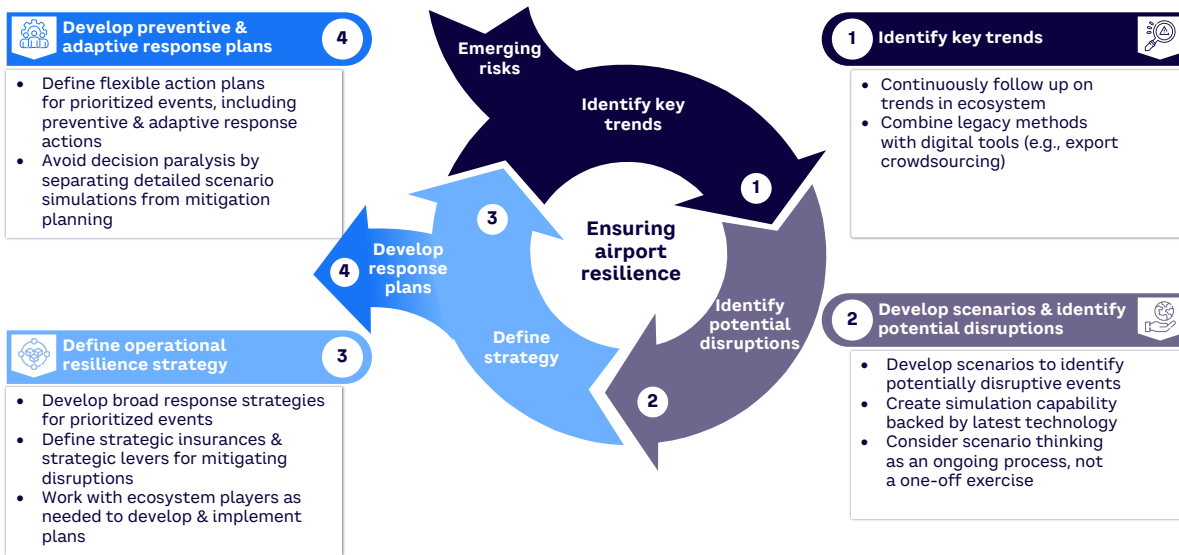 Develop preventive &
adaptive response plans
4
• Define flexible action plans
for prioritized events, including
preventive & adaptive response
actions
• Avoid decision paralysis by
separating detailed scenario
simulations from mitigation
planning
Define operational
resilience strategy
3
• Develop broad response strategies
for prioritized events
• Define strategic insurances &
strategic levers for mitigating
disruptions
• Work with ecosystem players as
needed to develop & implement
plans
Emerging
risks
Identify key
trends
1
Ensuring
airport
resilience
3
4
Develop
response
plans
Define
strategy
Identify
potential
disruptions
2
1
Identify key trends
• Continuously follow up on
trends in ecosystem
• Combine legacy methods
with digital tools (e.g., export
crowdsourcing)
2
Develop scenarios & identify
potential disruptions
• Develop scenarios to identify
potentially disruptive events
• Create simulation capability
backed by latest technology
• Consider scenario thinking
as an ongoing process, not
a one-off exercise